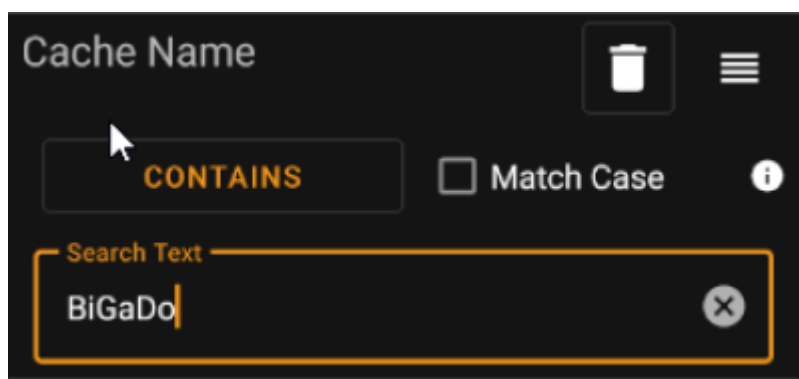 Cache Name
CONTAINS
Match Case
Search Text
BiGaDo